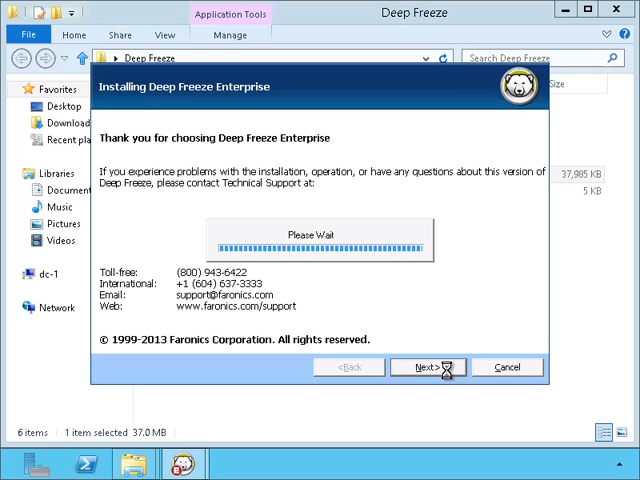 Application Tools
Deep Freeze
File
Home
Share
View
Manage
Deep Freeze
Search Deep Freeze
Favorites
Desktop
Download
Recent pla
Libraries
Document
Music
Pictures
Videos
dc-1
Network
Size
37,985 KB
5 KB
Installing Deep Freeze Enterprise
Thank you for choosing Deep Freeze Enterprise
If you experience problems with the installation, operation, or have any questions about this version of
Deep Freeze, please contact Technical Support at:
Please Wait
Toll-free: (800) 943-6422
International: +1 (604) 637-3333
Email: support@faronics.com
Web: www.faronics.com/support
© 1999-2013 Faronics Corporation. All rights reserved.
<Back
Next>
Cancel
6 items
1 item selected 37.0 MB